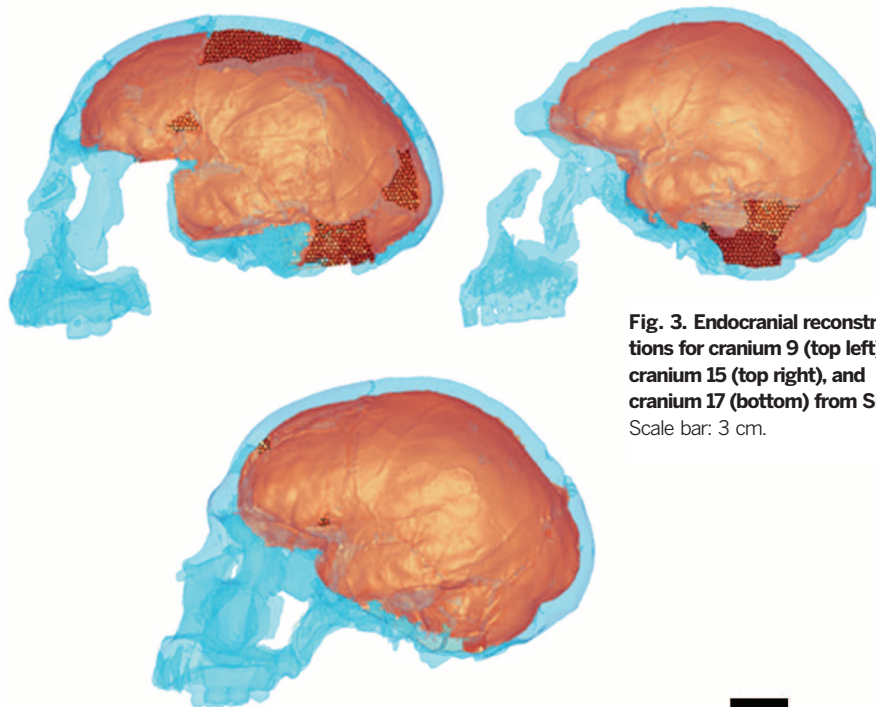 Fig. 3. Endocranial reconstr
tions for cranium 9 (top left)
cranium 15 (top right), and
cranium 17 (bottom) from S
Scale bar: 3 cm.